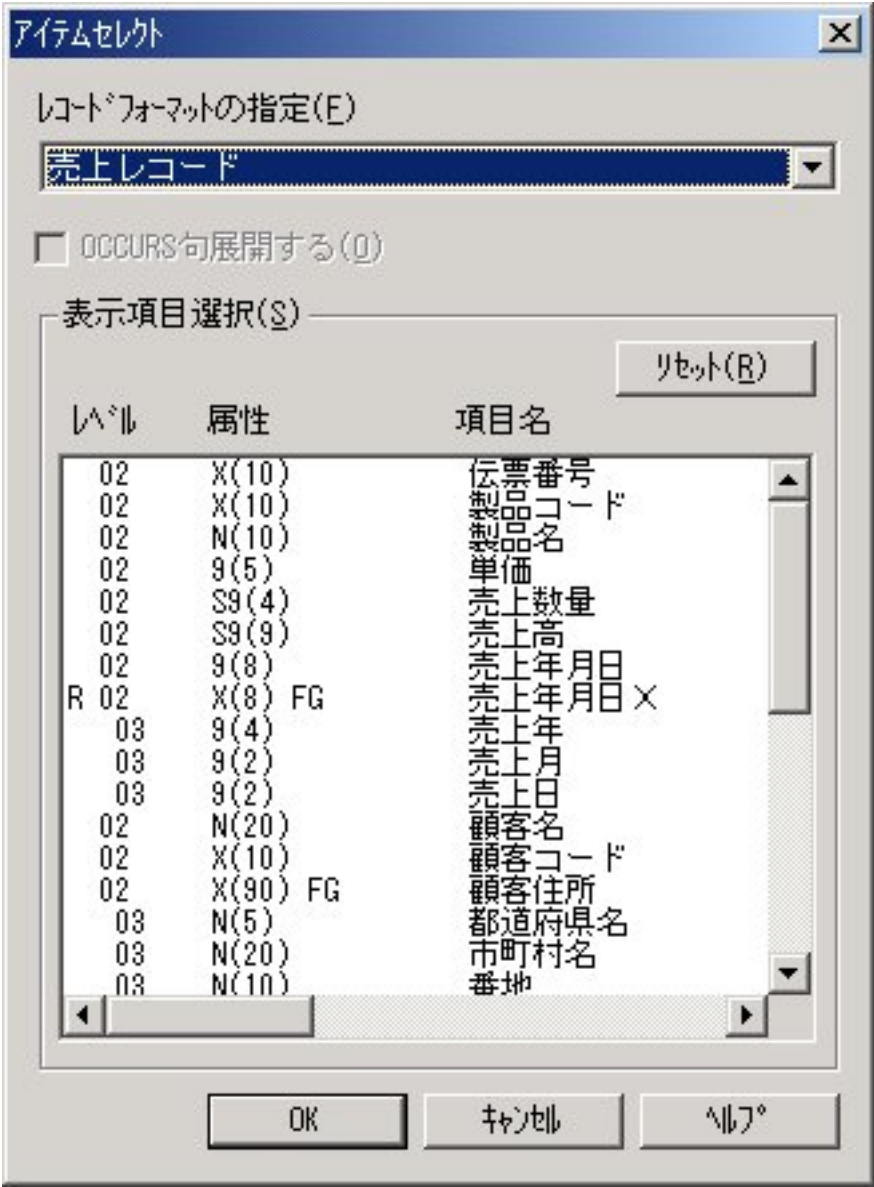 アイテムセレクト
レコードフォーマットの指定(F)
売上レコード
OCCURS句展開する(O)
表示項目選択(S)
リセット(R)
レベル 属性 項目名
02 X(10) 伝票番号
02 X(10) 製品コード
02 N(10) 製品名
02 9(5) 単価
02 S9(4) 売上数量
02 S9(9) 売上高
02 9(8) 売上年月日
R 02 X(8) FG 売上年月日X
03 9(4) 売上年
03 9(2) 売上月
03 9(2) 売上日
02 N(20) 顧客名
02 X(10) 顧客コード
02 X(90) FG 顧客住所
03 N(5) 都道府県名
03 N(20) 市町村名
03 N(10) 番地
OK キャンセル ヘルプ